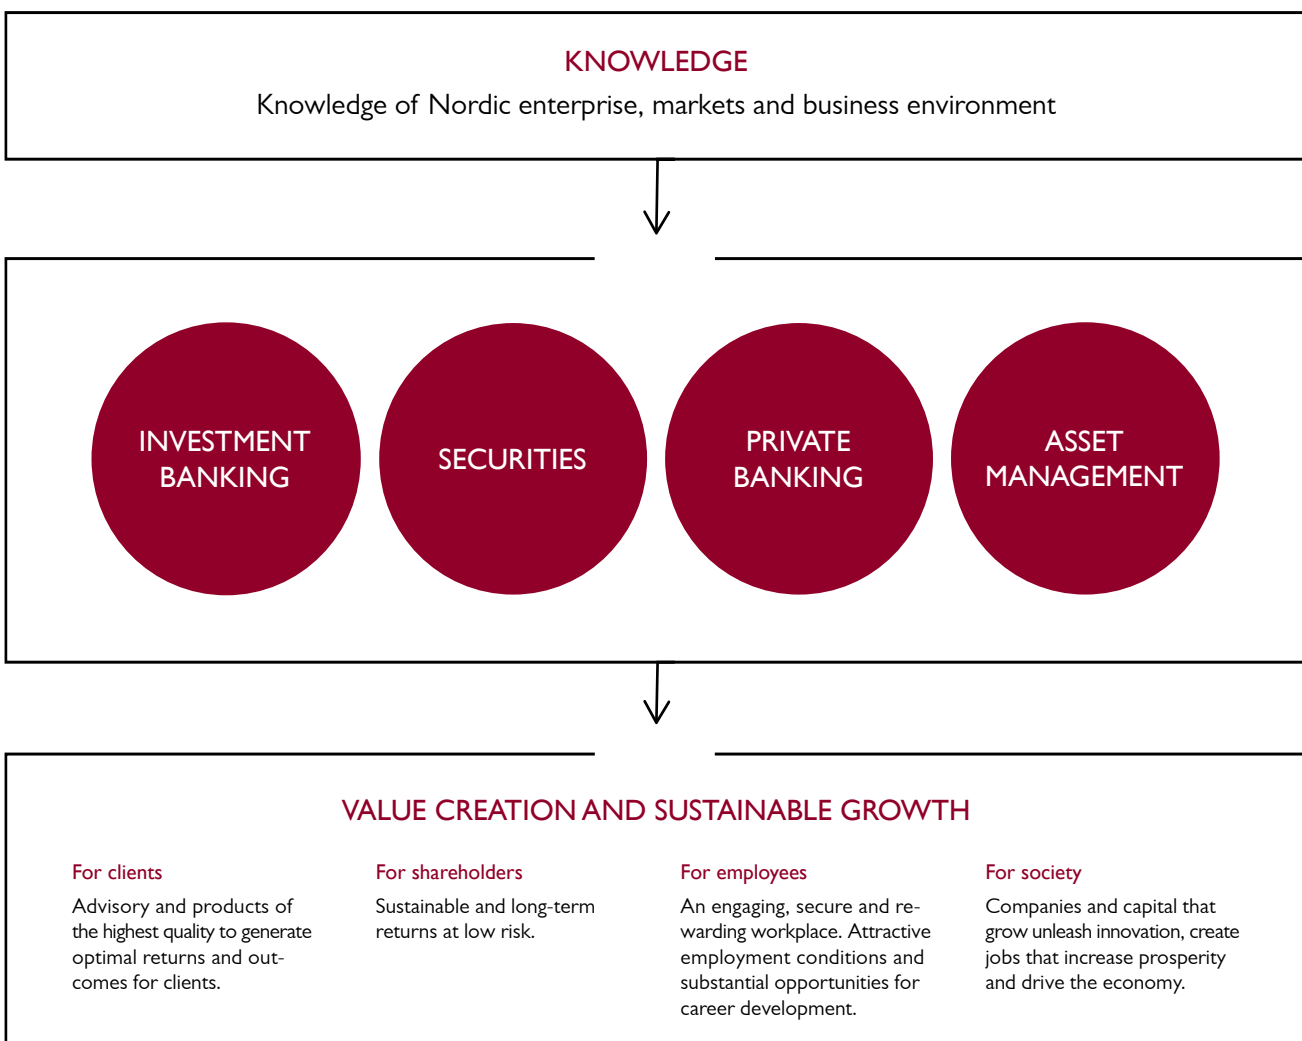 KNOWLEDGE
Knowledge of Nordic enterprise, markets and business environment
INVESTMENT
BANKING
SECURITIES
PRIVATE
BANKING
ASSET
MANAGEMENT
VALUE CREATION AND SUSTAINABLE GROWTH
For clients
Advisory and products of
the highest quality to generate
optimal returns and out-
comes for clients.
For shareholders
Sustainable and long-term
returns at low risk.
For employees
An engaging, secure and re-
warding workplace. Attractive
employment conditions and
substantial opportunities for
career development.
For society
Companies and capital that
grow unleash innovation, create
jobs that increase prosperity
and drive the economy.